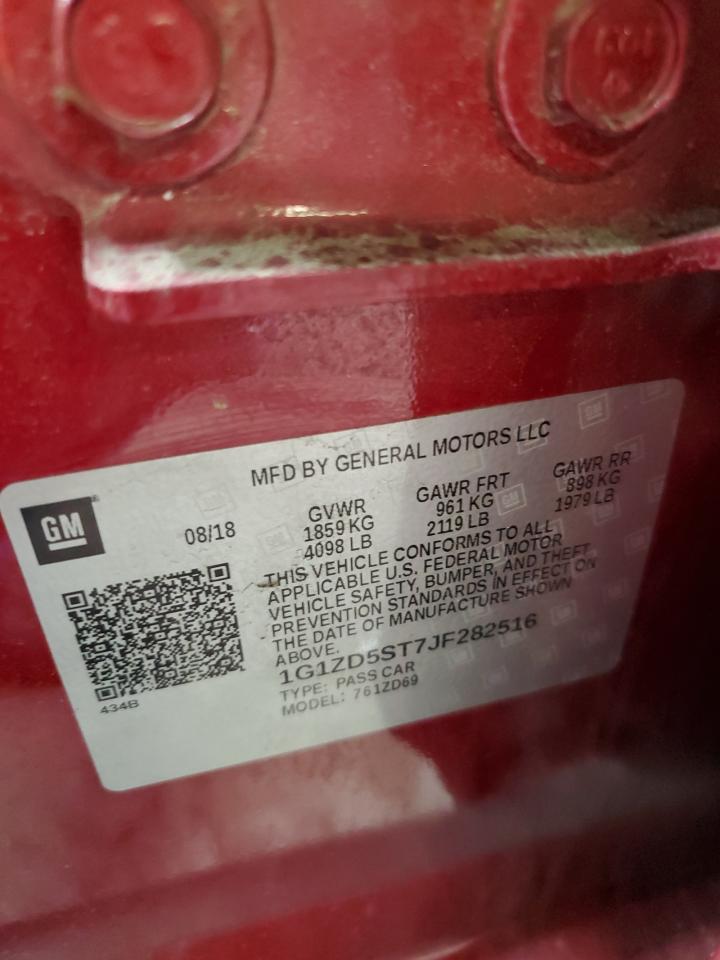 MFD BY GENERAL MOTORS LLC
GM
08/18
GVWR
1859 KG
4098 LB
GAWR FRT
961 KG
2119 LB
GAWR RR
898 KG
1979 LB
THIS VEHICLE CONFORMS TO ALL
APPLICABLE U.S. FEDERAL MOTOR
VEHICLE SAFETY, BUMPER, AND THEFT
PREVENTION STANDARDS IN EFFECT ON
THE DATE OF MANUFACTURE SHOWN
ABOVE.
1G1ZD5ST7JF282516
TYPE: PASS CAR
MODEL: 761ZD69
434B